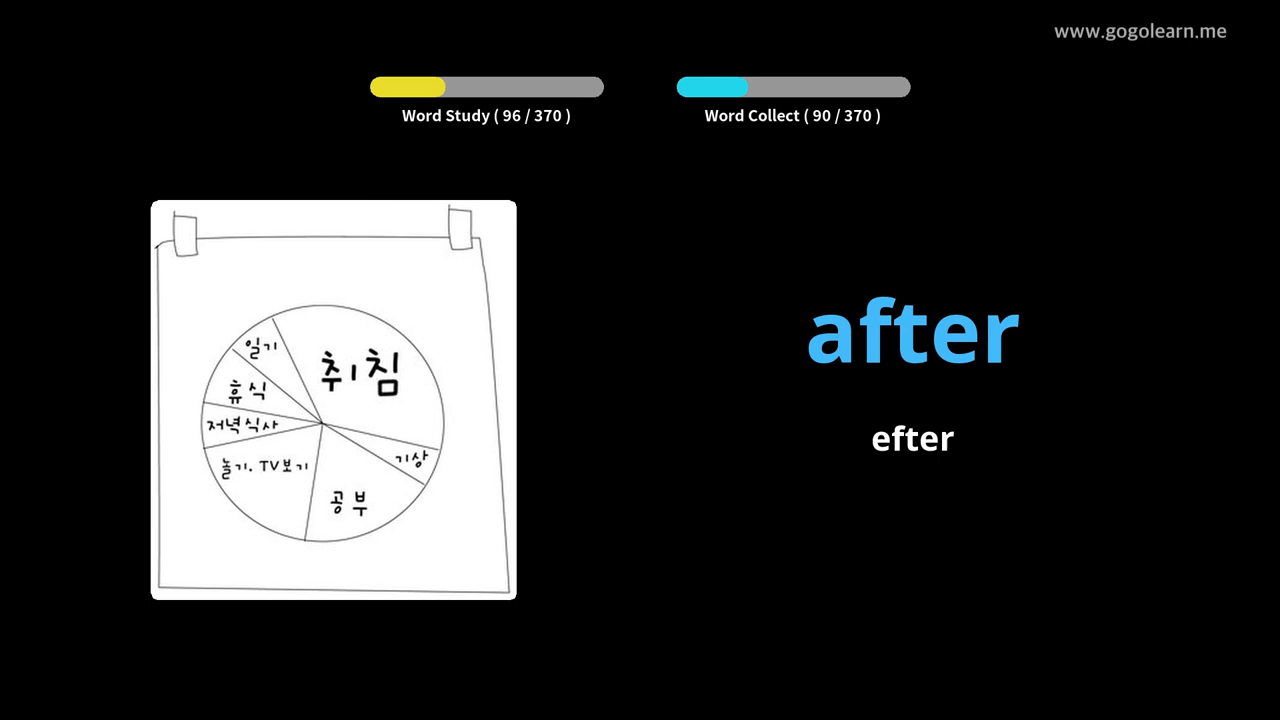 www.gogolearn.me
Word Study ( 96 / 370 )
Word Collect ( 90 / 370 )
일기
취침
휴식
저녁식사
놀기. TV보기
기상
공부
after
efter